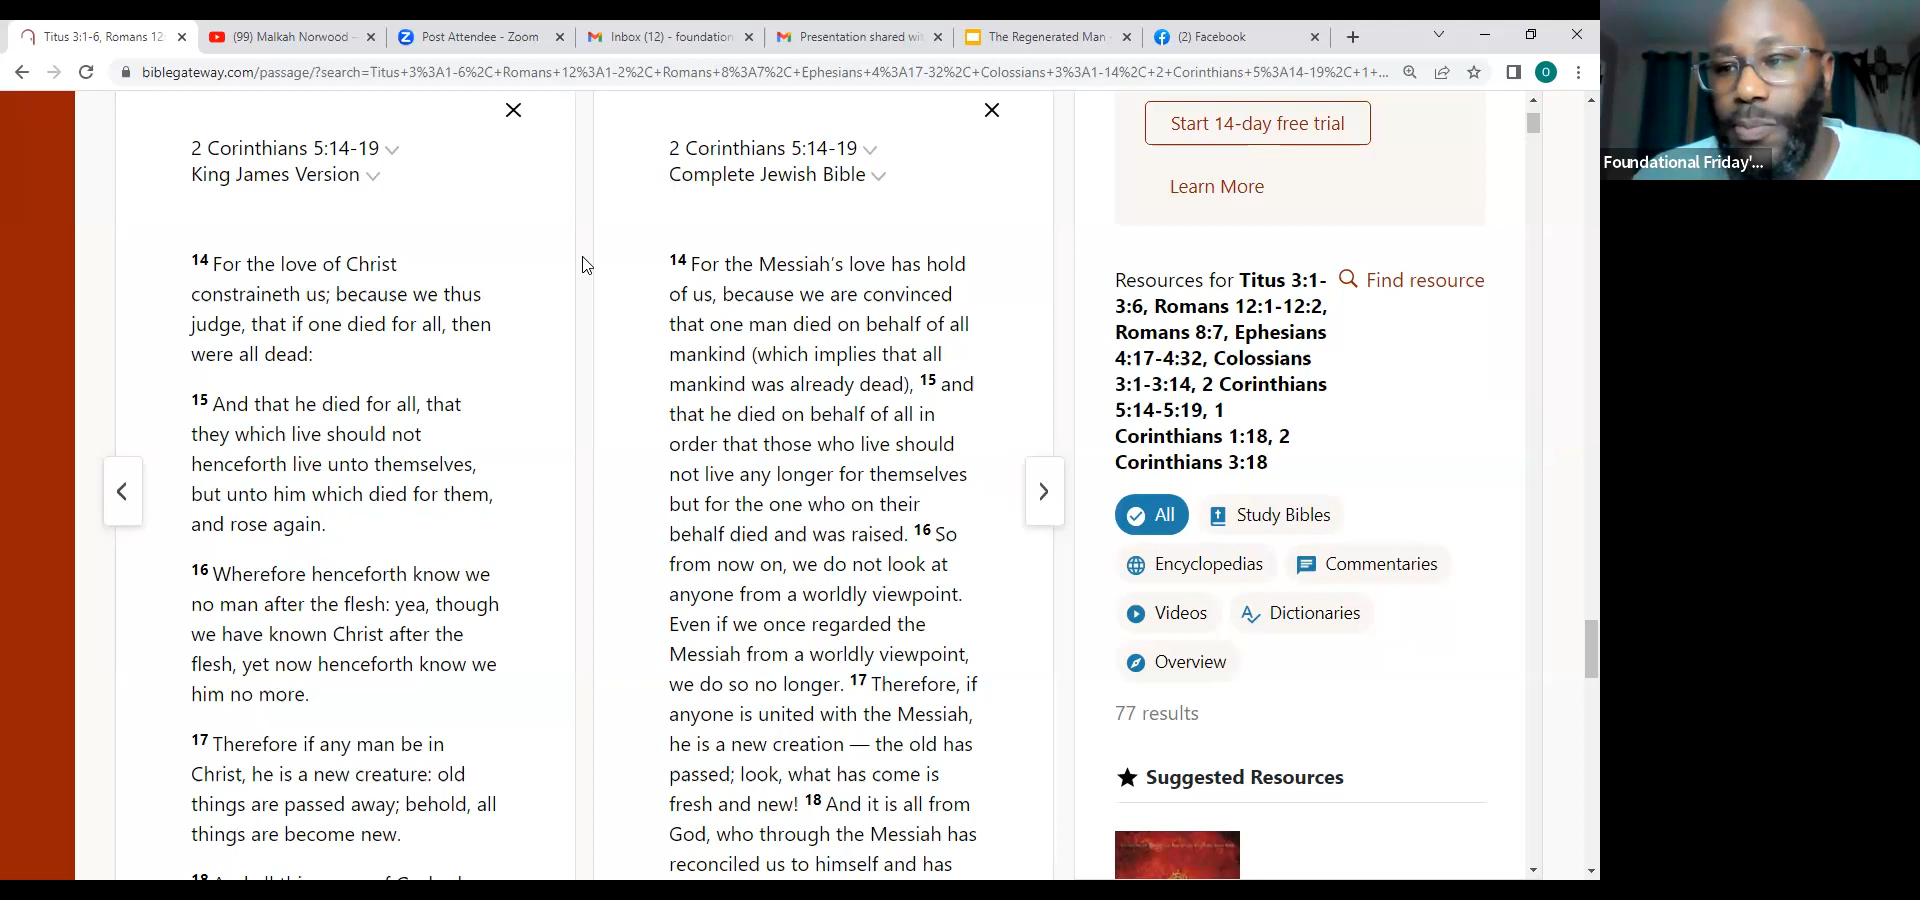 Titus 3:1-6, Romans 12
(99) Malkah Norwood -
Post Attendee - Zoom
Inbox (12) - foundation
Presentation shared wi
The Regenerated Man -
(2) Facebook
biblegateway.com/passage/?search=Titus+3%3A1-6%2C+Romans+12%3A1-2%2C+Romans+8%3A7%2C+Ephesians+4%3A17-32%2C+Colossians+3%3A1-14%2C+2+Corinthians+5%3A14-19%2C+1+...
O
2 Corinthians 5:14-19
King James Version
14 For the love of Christ
constraineth us; because we thus
judge, that if one died for all, then
were all dead:
15 And that he died for all, that
they which live should not
henceforth live unto themselves,
but unto him which died for them,
and rose again.
16 Wherefore henceforth know we
no man after the flesh: yea, though
we have known Christ after the
flesh, yet now henceforth know we
him no more.
17 Therefore if any man be in
Christ, he is a new creature: old
things are passed away; behold, all
things are become new.
2 Corinthians 5:14-19
Complete Jewish Bible
14 For the Messiah's love has hold
of us, because we are convinced
that one man died on behalf of all
mankind (which implies that all
mankind was already dead), 15 and
that he died on behalf of all in
order that those who live should
not live any longer for themselves
but for the one who on their
behalf died and was raised. 16 So
from now on, we do not look at
anyone from a worldly viewpoint.
Even if we once regarded the
Messiah from a worldly viewpoint,
we do so no longer. 17 Therefore, if
anyone is united with the Messiah,
he is a new creation — the old has
passed; look, what has come is
fresh and new! 18 And it is all from
God, who through the Messiah has
reconciled us to himself and has
Start 14-day free trial
Learn More
Resources for Titus 3:1-
3:6, Romans 12:1-12:2,
Romans 8:7, Ephesians
4:17-4:32, Colossians
3:1-3:14, 2 Corinthians
5:14-5:19, 1
Corinthians 1:18, 2
Corinthians 3:18
Find resource
All
Study Bibles
Encyclopedias
Commentaries
Videos
Dictionaries
Overview
77 results
Suggested Resources
Foundational Friday'...